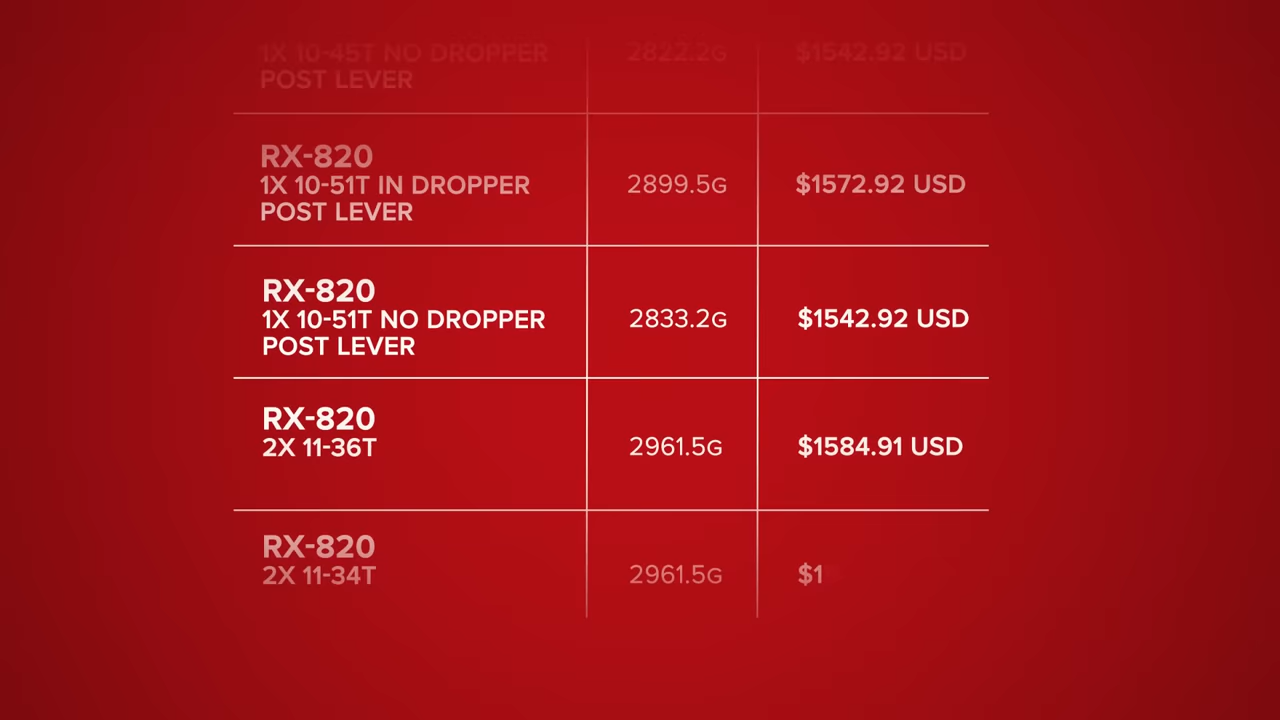 1X 10-45T NO DROPPER
POST LEVER
2822.2G
$1542.92 USD
RX-820
1X 10-51T IN DROPPER
POST LEVER
2899.5G
$1572.92 USD
RX-820
1X 10-51T NO DROPPER
POST LEVER
2833.2G
$1542.92 USD
RX-820
2X 11-36T
2961.5G
$1584.91 USD
RX-820
2X 11-34T
2961.5G
$1